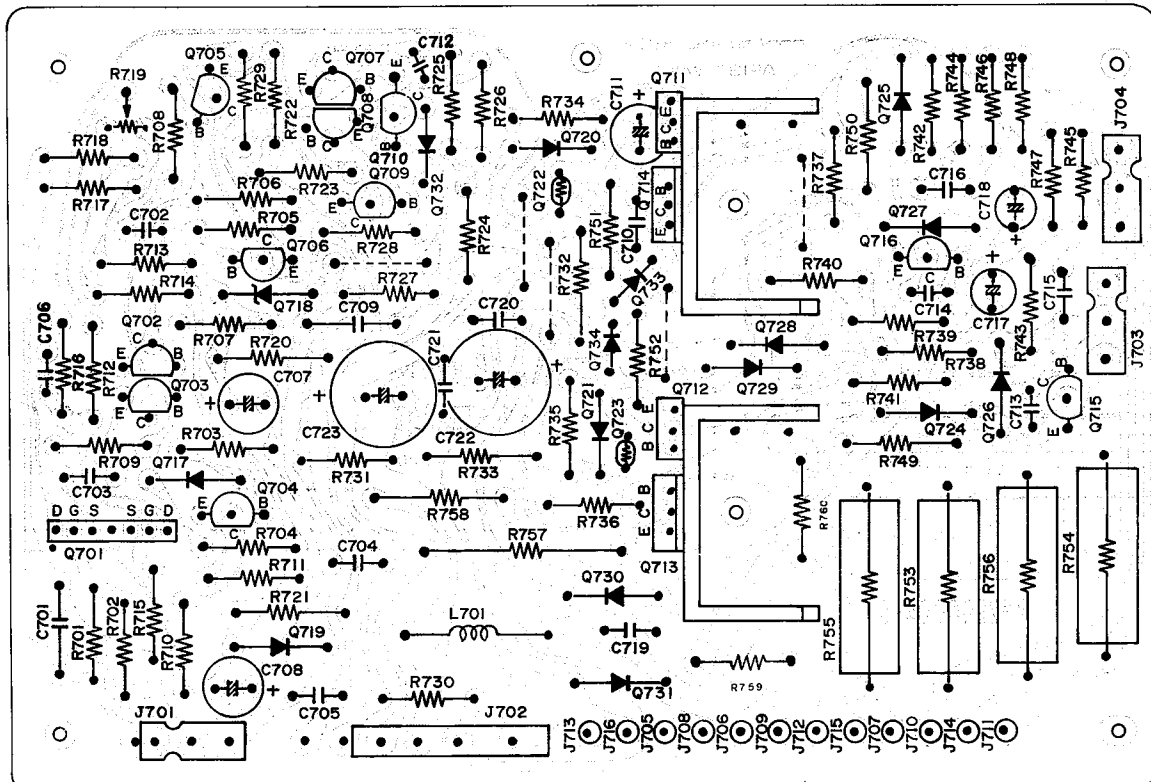 Q705
R719
R708
E
C
B
R729
R722
Q707
E
C
B
E
B
C
Q708
C712
E
C
B
Q710
R725
R726
Q732
R734
Q720
C711
+
Q711
E
C
B
R718
R717
R706
R723
Q709
E
B
C
R705
R728
R724
Q722
R751
C710
Q714
B
C
E
R737
R750
Q725
R742
R744
R746
R748
R747
R745
J704
C716
C718
+
Q727
Q716
B
E
C
C702
R713
R714
C
Q706
B
E
Q718
R727
R732
Q733
R740
C714
+
C717
R743
C715
J703
C706
R716
R712
Q702
E
B
C
Q703
E
B
C
R707
R720
C709
C720
C721
Q734
R752
Q728
Q729
R739
R738
R741
Q724
Q726
C713
C
B
E
Q715
+
C707
+
C723
C722
+
R735
Q721
Q723
Q712
E
C
B
R703
R709
Q717
C703
R731
R733
R749
Q704
E
B
C
R758
R736
B
C
E
Q713
R760
D G S S G D
Q701
R704
R711
C704
R757
R755
R753
R756
R754
C701
R701
R702
R715
R710
R721
Q719
C708
+
L701
Q730
C719
Q731
R759
R730
C705
J701
J702
J713
J716
J705
J708
J706
J709
J712
J715
J707
J710
J714
J711